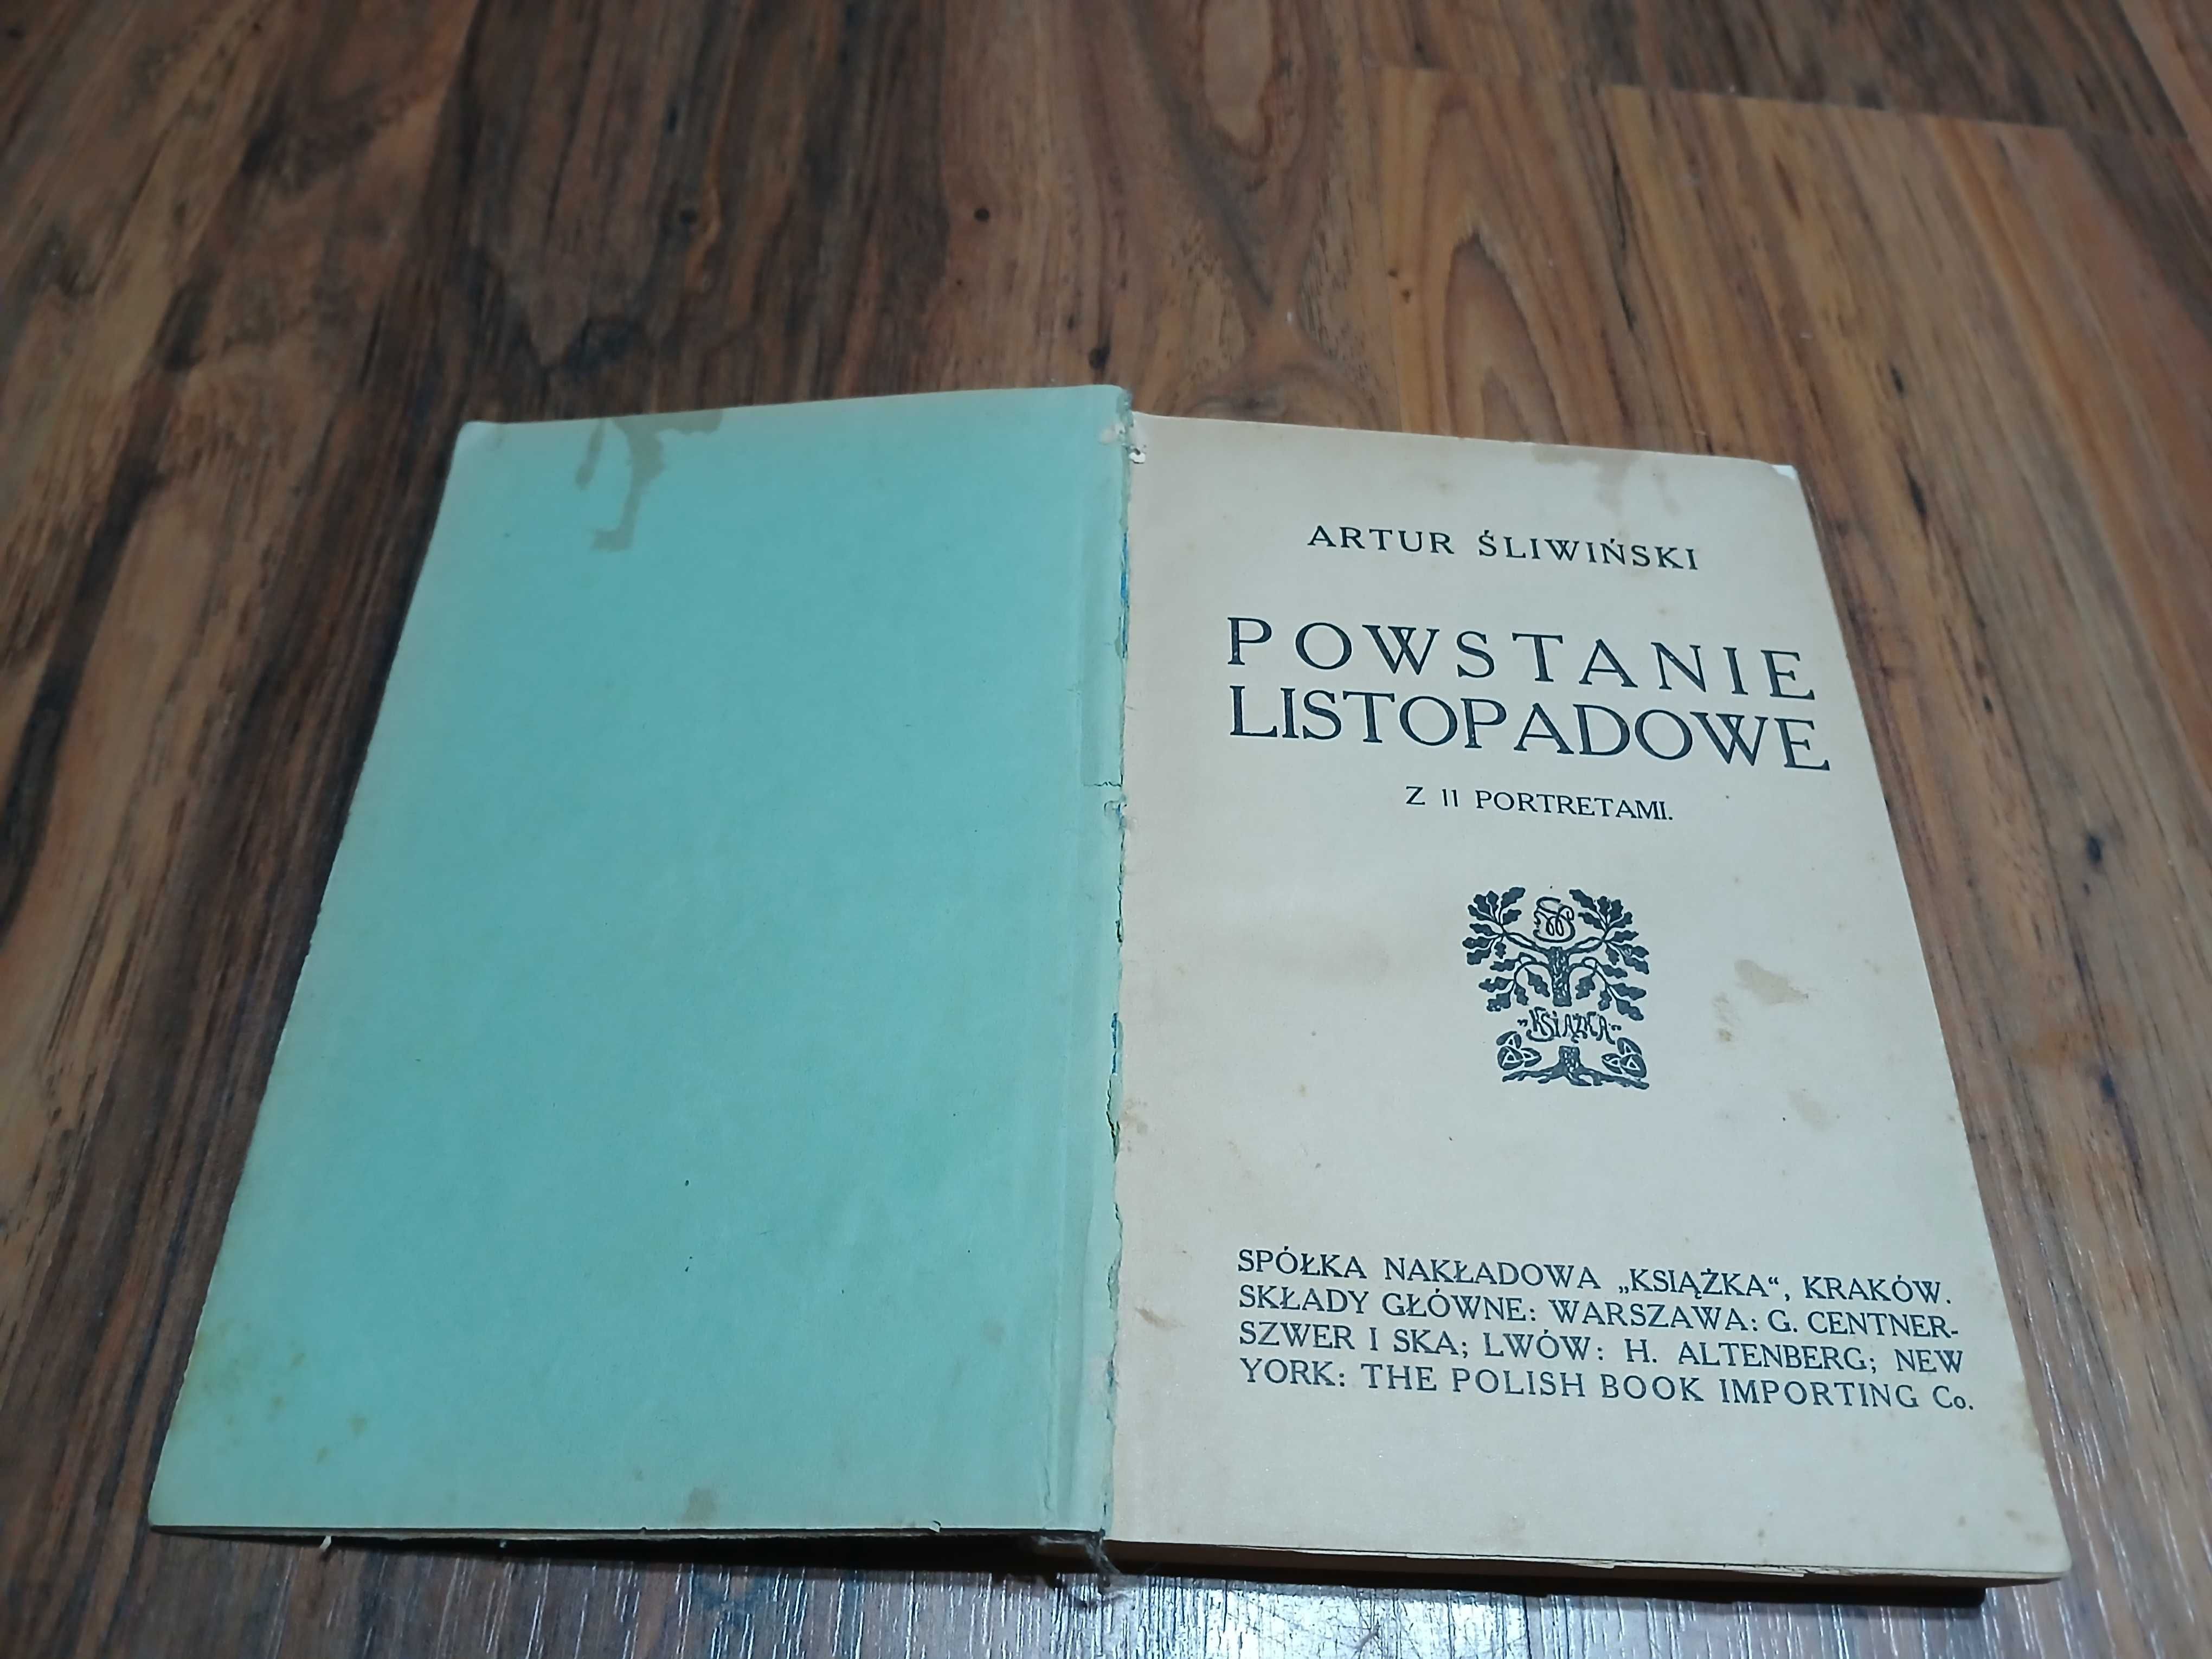 ARTUR ŚLIWIŃSKI
POWSTANIE
LISTOPADOWE
Z 11 PORTRETAMI.
„KSIĄŻKA“
SPÓŁKA NAKŁADOWA „KSIĄŻKA“, KRAKÓW.
SKŁADY GŁÓWNE: WARSZAWA: G. CENTNER-
SZWER I SKA; LWÓW: H. ALTENBERG; NEW
YORK: THE POLISH BOOK IMPORTING Co.